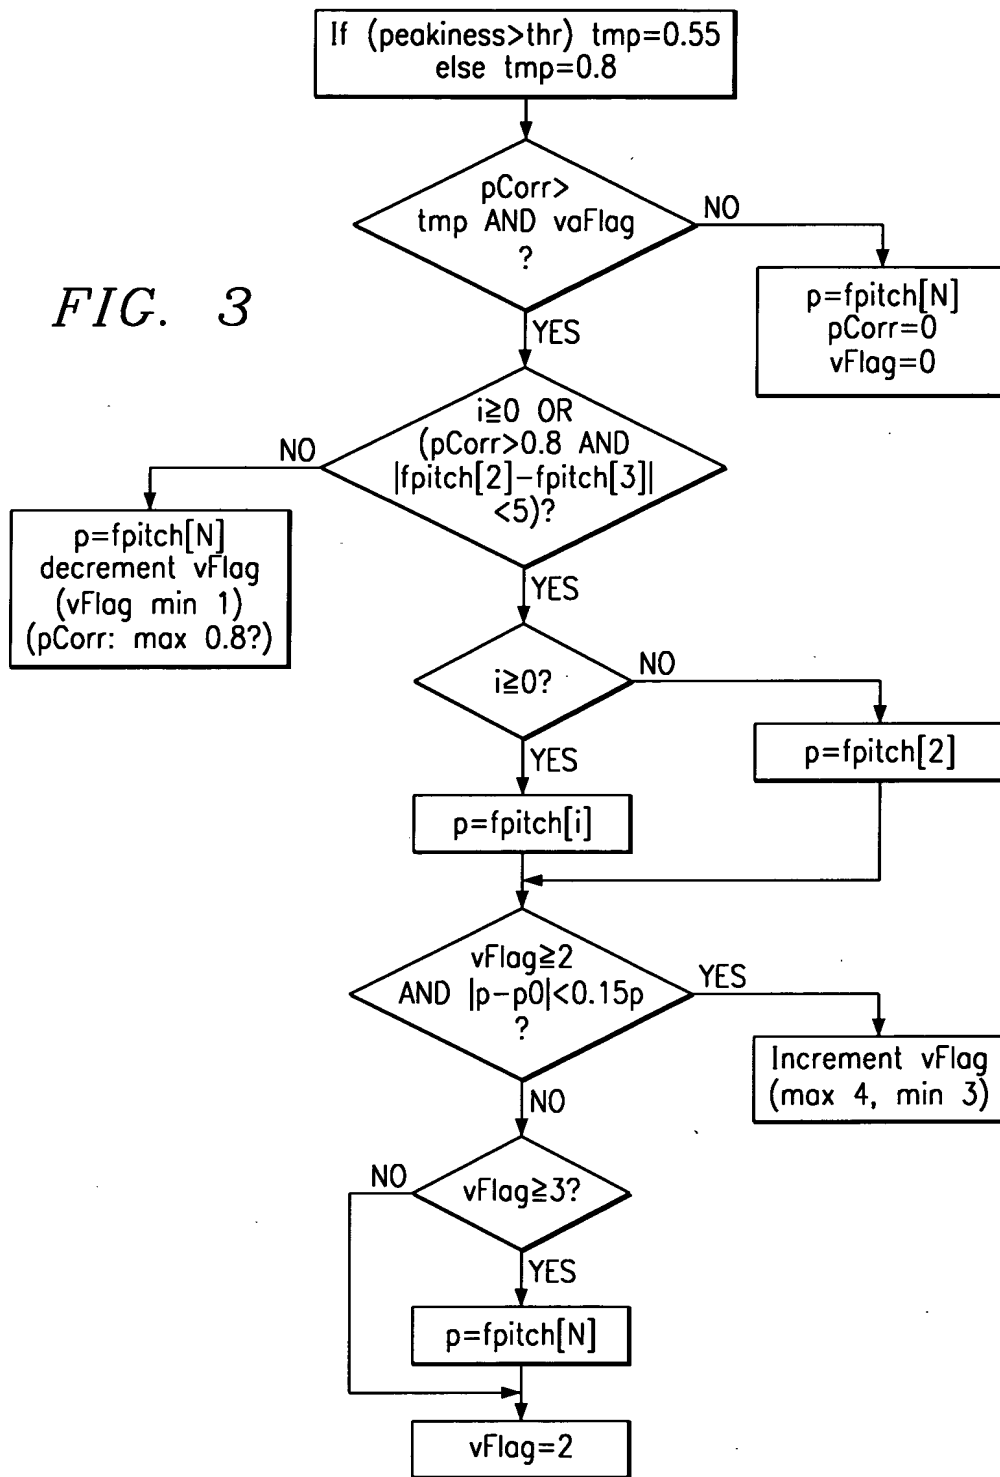 If (peakiness>thr) tmp=0.55
else tmp=0.8
pCorr>
tmp AND vaFlag
?
NO
p=fpitch[N]
pCorr=0
vFlag=0
FIG. 3
YES
i≧0 OR
(pCorr>0.8 AND
|fpitch[2]-fpitch[3]|
<5)?
NO
p=fpitch[N]
decrement vFlag
(vFlag min 1)
(pCorr: max 0.8?)
YES
i≧0?
NO
p=fpitch[2]
YES
p=fpitch[i]
vFlag≧2
AND |p-p0|<0.15p
?
YES
Increment vFlag
(max 4, min 3)
NO
vFlag≧3?
NO
YES
p=fpitch[N]
vFlag=2